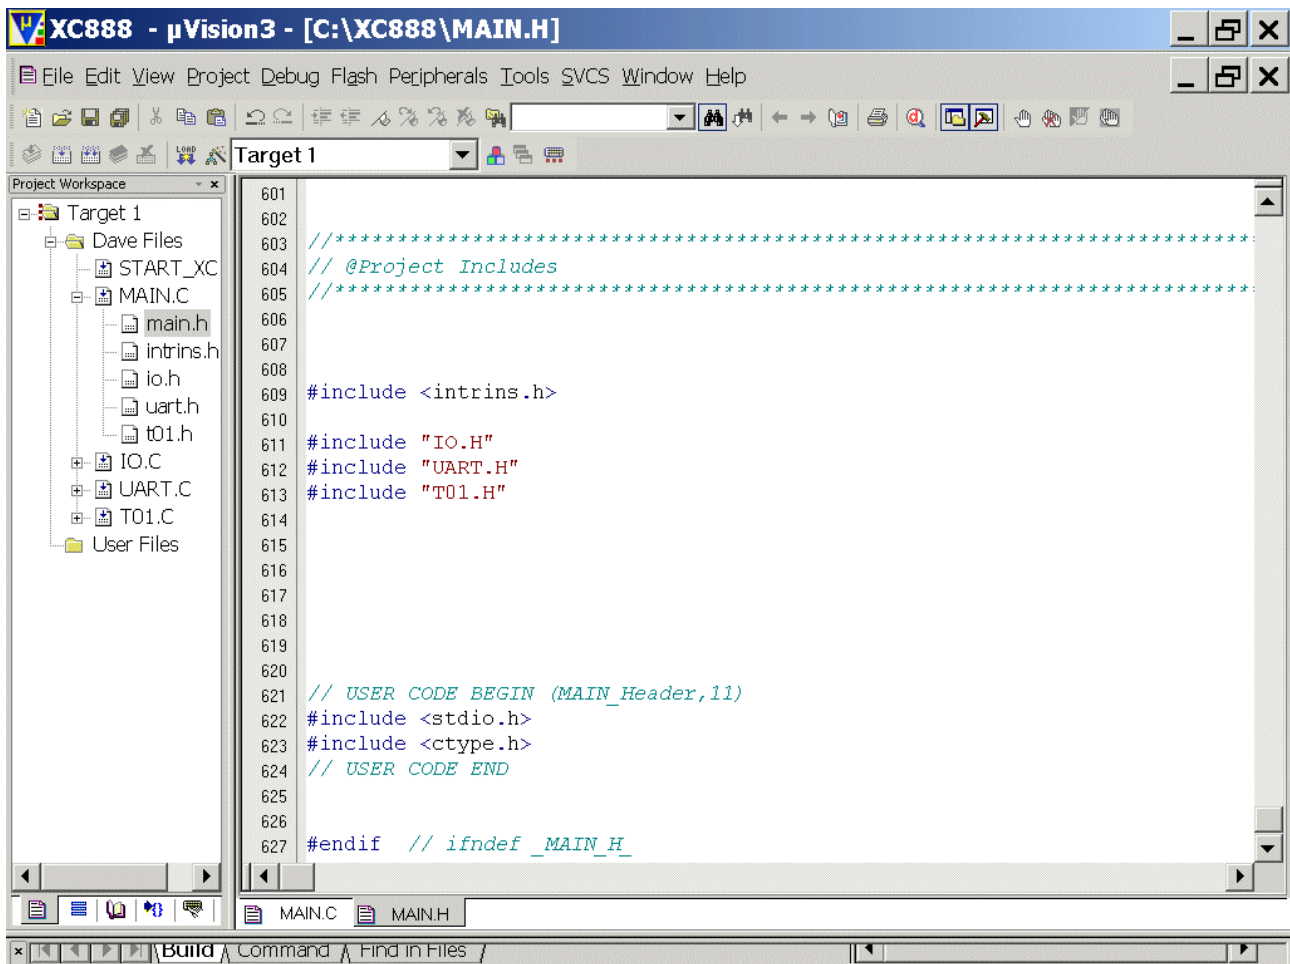 XC888 - µVision3 - [C:\XC888\MAIN.H]
File Edit View Project Debug Flash Peripherals Tools SVCS Window Help
LOAD Target 1
Project Workspace
Target 1
Dave Files
START_XC
MAIN.C
main.h
intrins.h
io.h
uart.h
t01.h
IO.C
UART.C
T01.C
User Files
601
602
603 //*************************************************************************
604 // @Project Includes
605 //*************************************************************************
606
607
608
609 #include <intrins.h>
610
611 #include "IO.H"
612 #include "UART.H"
613 #include "T01.H"
614
615
616
617
618
619
620
621 // USER CODE BEGIN (MAIN_Header,11)
622 #include <stdio.h>
623 #include <ctype.h>
624 // USER CODE END
625
626
627 #endif // ifndef _MAIN_H_
MAIN.C MAIN.H
Build Command Find in Files